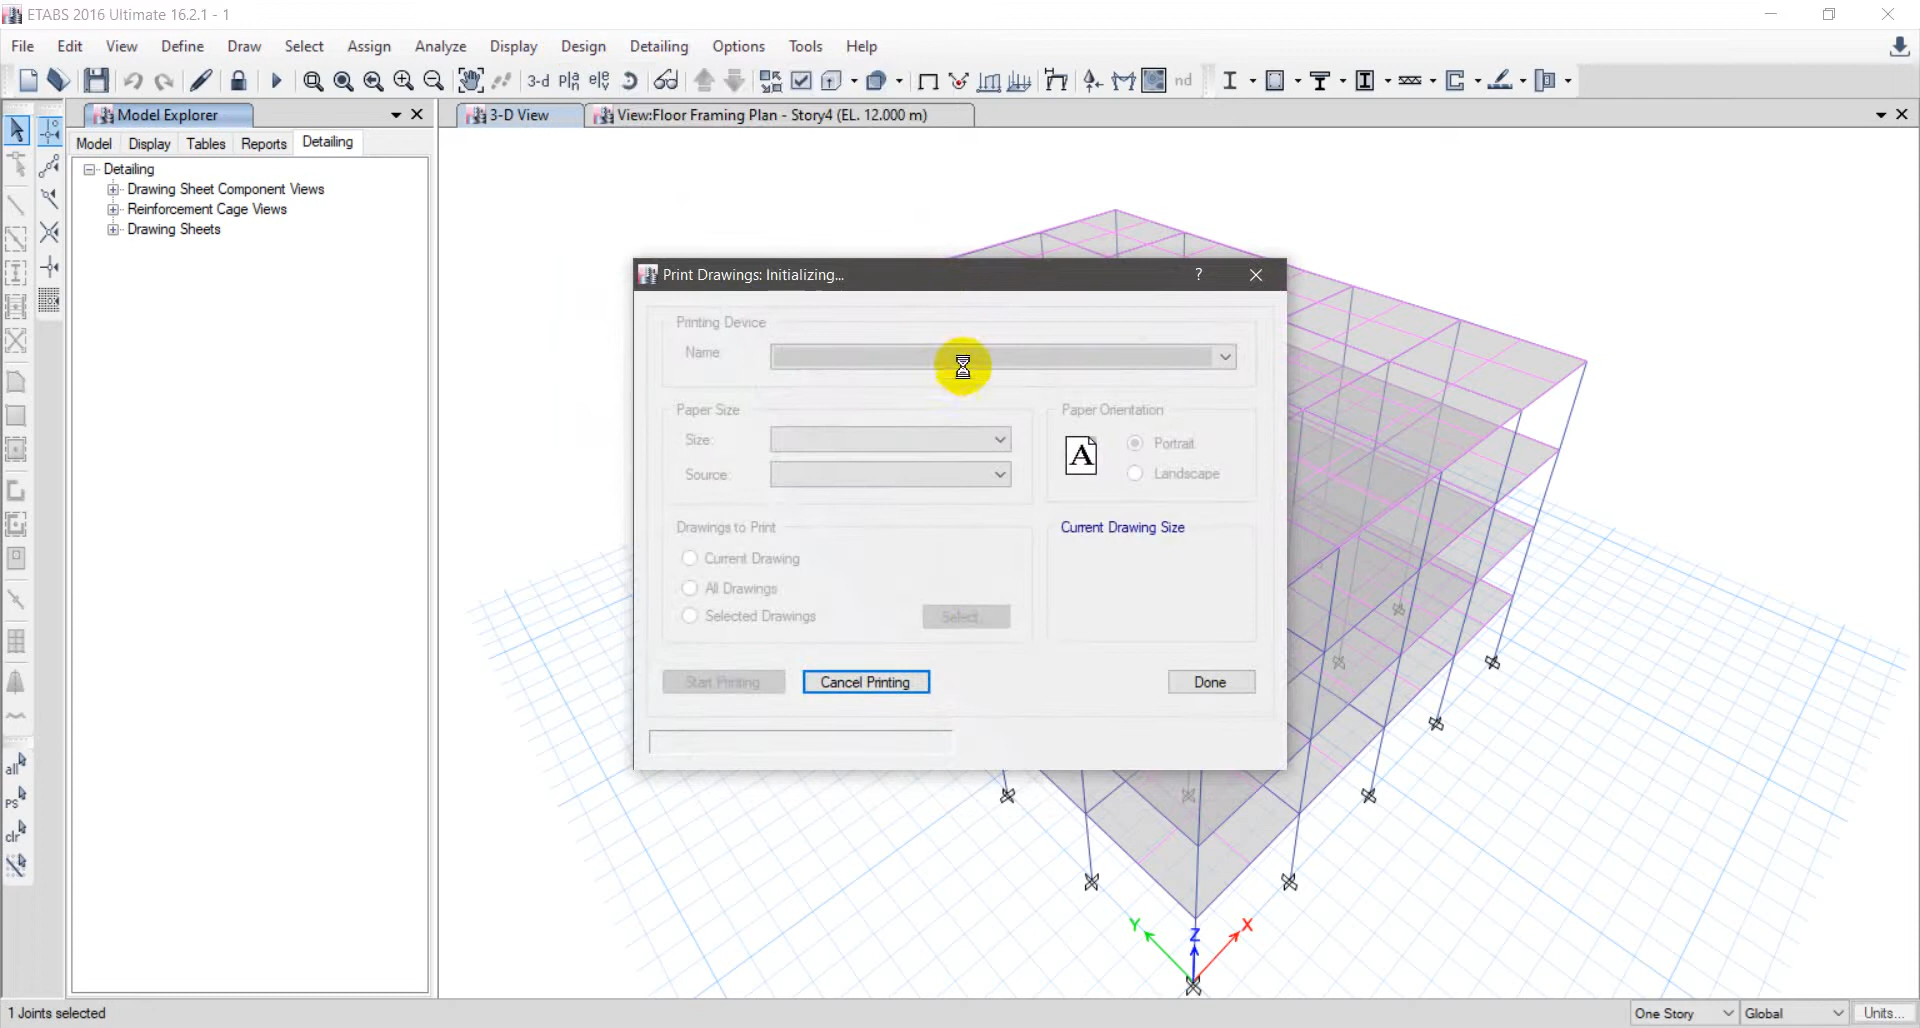 ETABS 2016 Ultimate 16.2.1 - 1
File Edit View Define Draw Select Assign Analyze Display Design Detailing Options Tools Help
3-d
nd
Model Explorer
3-D View
View:Floor Framing Plan - Story4 (EL. 12.000 m)
Model Display Tables Reports Detailing
Detailing
Drawing Sheet Component Views
Reinforcement Cage Views
Drawing Sheets
Print Drawings: Initializing...
?
Printing Device
Name
Paper Size
Size:
Source:
Paper Orientation
A
Portrait
Landscape
Drawings to Print
Current Drawing
All Drawings
Selected Drawings
Select...
Current Drawing Size
Start Printing
Cancel Printing
Done
all
PS
clr
Y
Z
X
1 Joints selected
One Story
Global
Units...